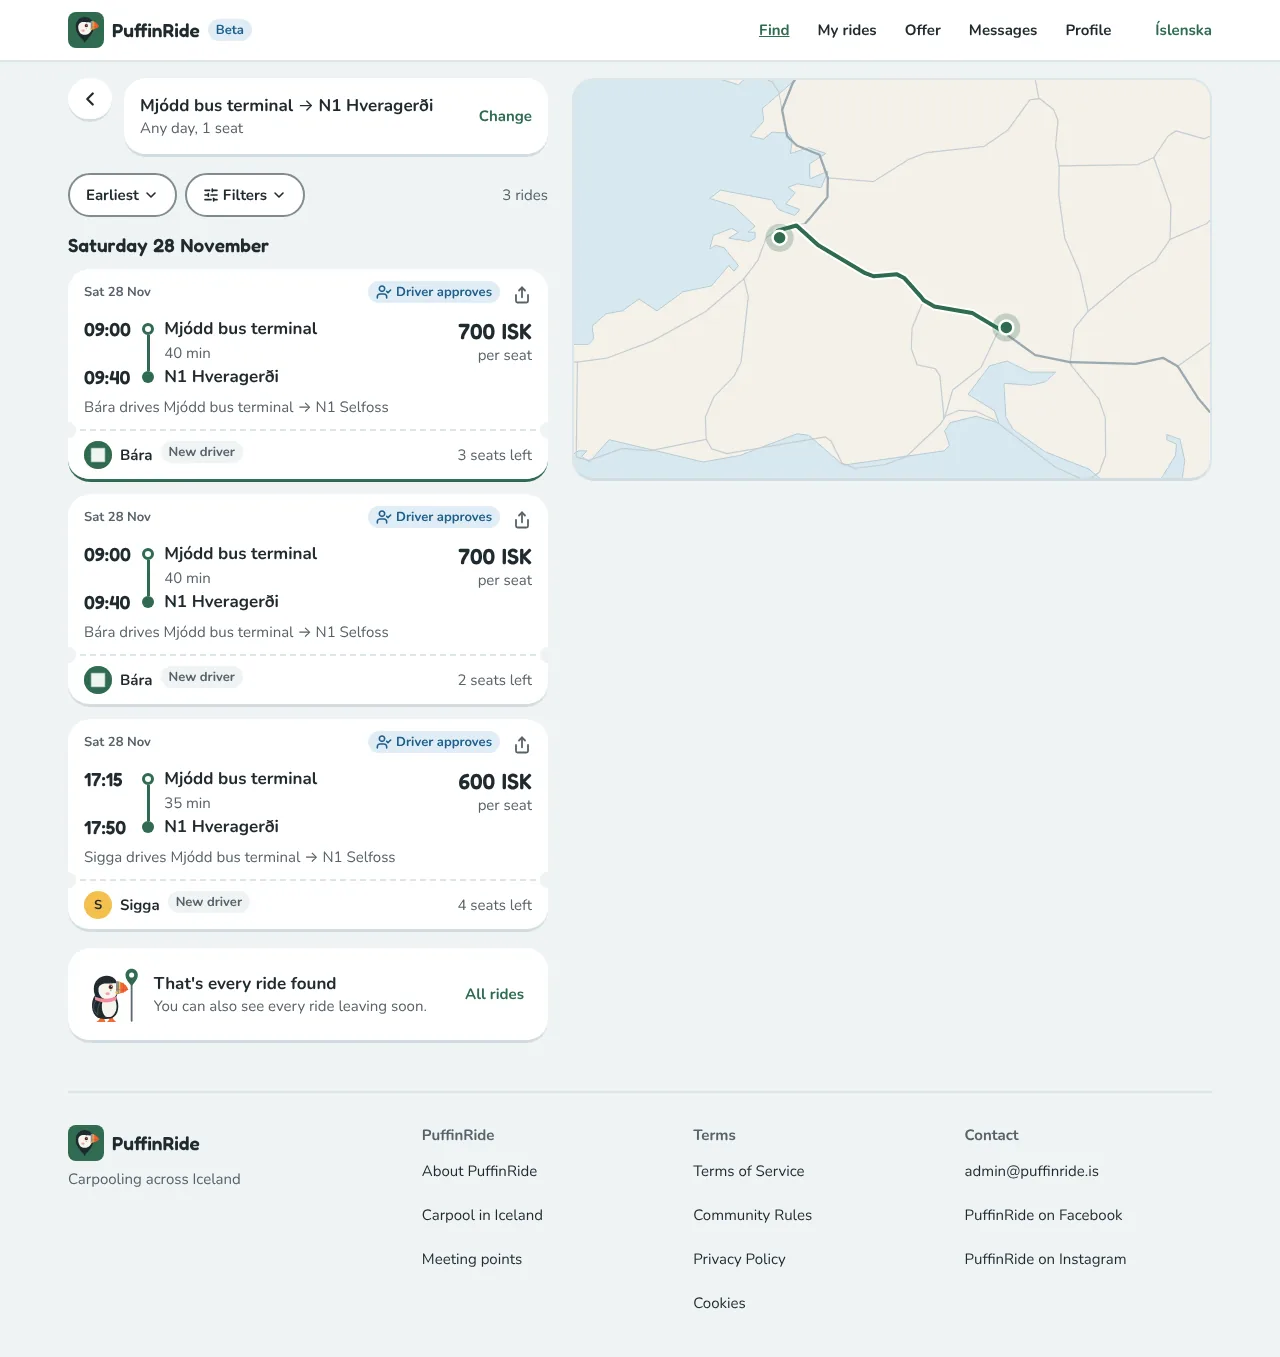 PuffinRide Beta
Find My rides Offer Messages Profile Íslenska
Mjódd bus terminal → N1 Hveragerði
Any day, 1 seat
Change
Earliest Filters 3 rides
Saturday 28 November
Sat 28 Nov Driver approves
09:00 Mjódd bus terminal 700 ISK
40 min per seat
09:40 N1 Hveragerði
Bára drives Mjódd bus terminal → N1 Selfoss
Bára New driver 3 seats left
Sat 28 Nov Driver approves
09:00 Mjódd bus terminal 700 ISK
40 min per seat
09:40 N1 Hveragerði
Bára drives Mjódd bus terminal → N1 Selfoss
Bára New driver 2 seats left
Sat 28 Nov Driver approves
17:15 Mjódd bus terminal 600 ISK
35 min per seat
17:50 N1 Hveragerði
Sigga drives Mjódd bus terminal → N1 Selfoss
S Sigga New driver 4 seats left
That's every ride found
You can also see every ride leaving soon.
All rides
PuffinRide
Carpooling across Iceland
PuffinRide
About PuffinRide
Carpool in Iceland
Meeting points
Terms
Terms of Service
Community Rules
Privacy Policy
Cookies
Contact
admin@puffinride.is
PuffinRide on Facebook
PuffinRide on Instagram